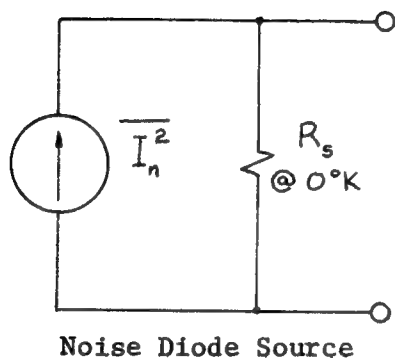 I_n^2
R_s
@ 0°K
Noise Diode Source